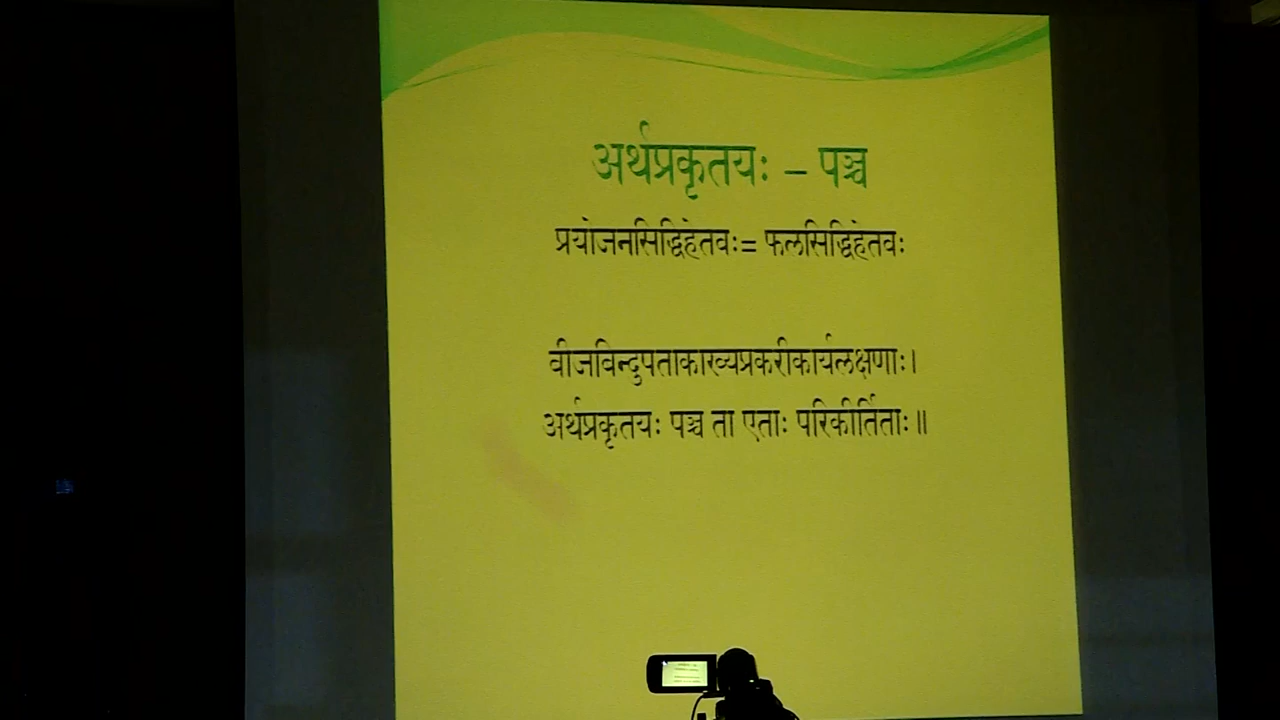 अर्थप्रकृतयः – पञ्च
प्रयोजनसिद्धिहेतवः= फलसिद्धिहेतवः
वीजविन्दुपताकाख्यप्रकरीकार्यलक्षणाः।
अर्थप्रकृतयः पञ्च ता एताः परिकीर्तिताः॥